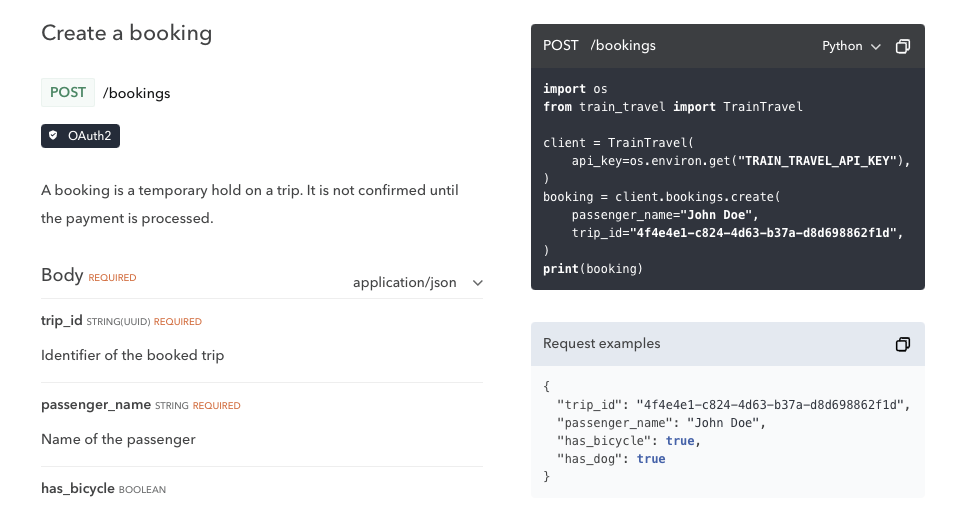 Create a booking
POST /bookings
OAuth2
A booking is a temporary hold on a trip. It is not confirmed until
the payment is processed.
Body REQUIRED
application/json
trip_id STRING(UUID) REQUIRED
Identifier of the booked trip
passenger_name STRING REQUIRED
Name of the passenger
has_bicycle BOOLEAN
POST /bookings Python
import os
from train_travel import TrainTravel

client = TrainTravel(
    api_key=os.environ.get("TRAIN_TRAVEL_API_KEY"),
)
booking = client.bookings.create(
    passenger_name="John Doe",
    trip_id="4f4e4e1-c824-4d63-b37a-d8d698862f1d",
)
print(booking)
Request examples
{
  "trip_id": "4f4e4e1-c824-4d63-b37a-d8d698862f1d",
  "passenger_name": "John Doe",
  "has_bicycle": true,
  "has_dog": true
}